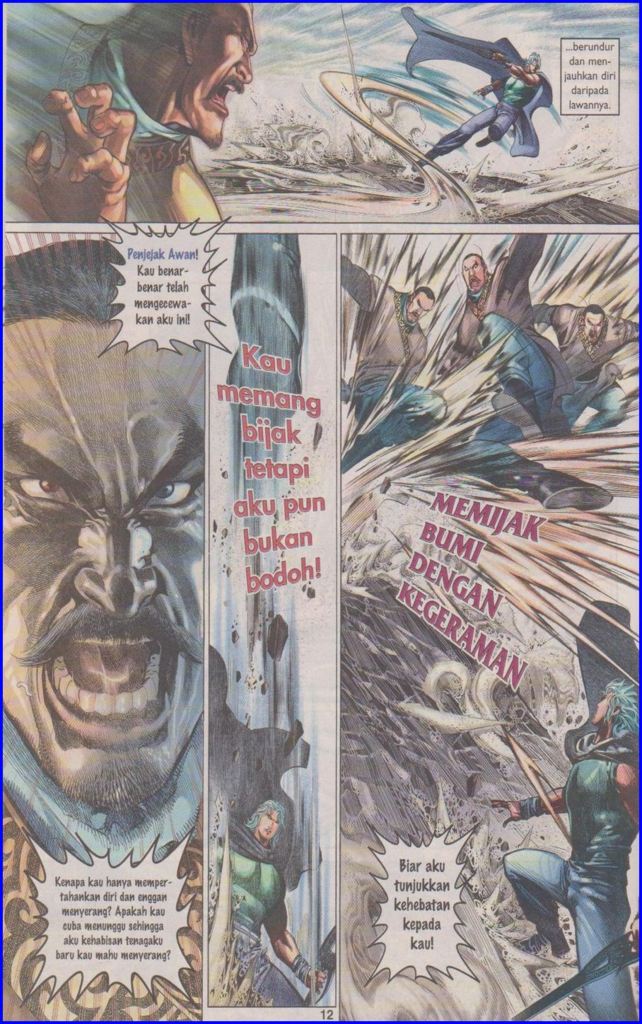 ...berundur
dan men-
jauhkan diri
daripada
lawannya.
Penjejak Awan!
Kau benar-
benar telah
mengecewa-
kan aku ini!
Kenapa kau hanya memper-
tahankan diri dan enggan
menyerang? Apakah kau
cuba menunggu sehingga
aku kehabisan tenagaku
baru kau mahu menyerang?
Kau
memang
bijak
tetapi
aku pun
bukan
bodoh!
MEMIJAK
BUMI
DENGAN
KEGERAMAN
Biar aku
tunjukkan
kehebatan
kepada
kau!
12